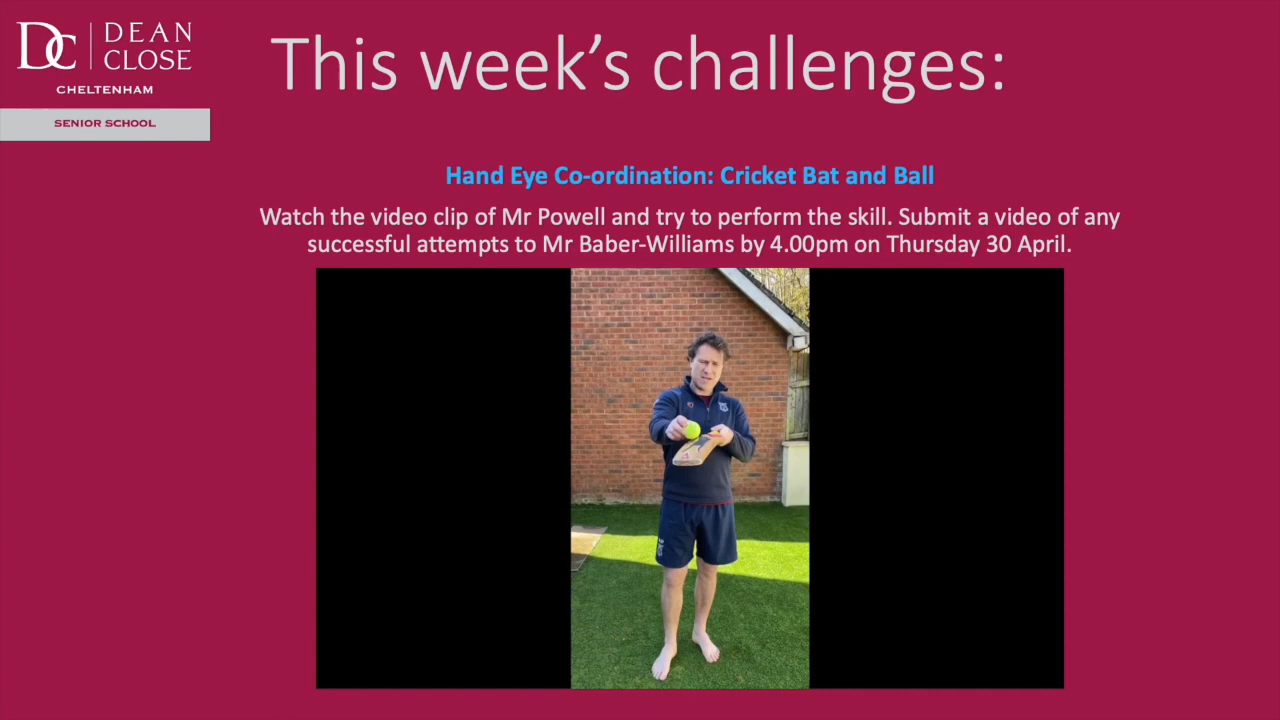 DC
DEAN
CLOSE
CHELTENHAM
SENIOR SCHOOL
This week’s challenges:
Hand Eye Co-ordination: Cricket Bat and Ball
Watch the video clip of Mr Powell and try to perform the skill. Submit a video of any
successful attempts to Mr Baber-Williams by 4.00pm on Thursday 30 April.